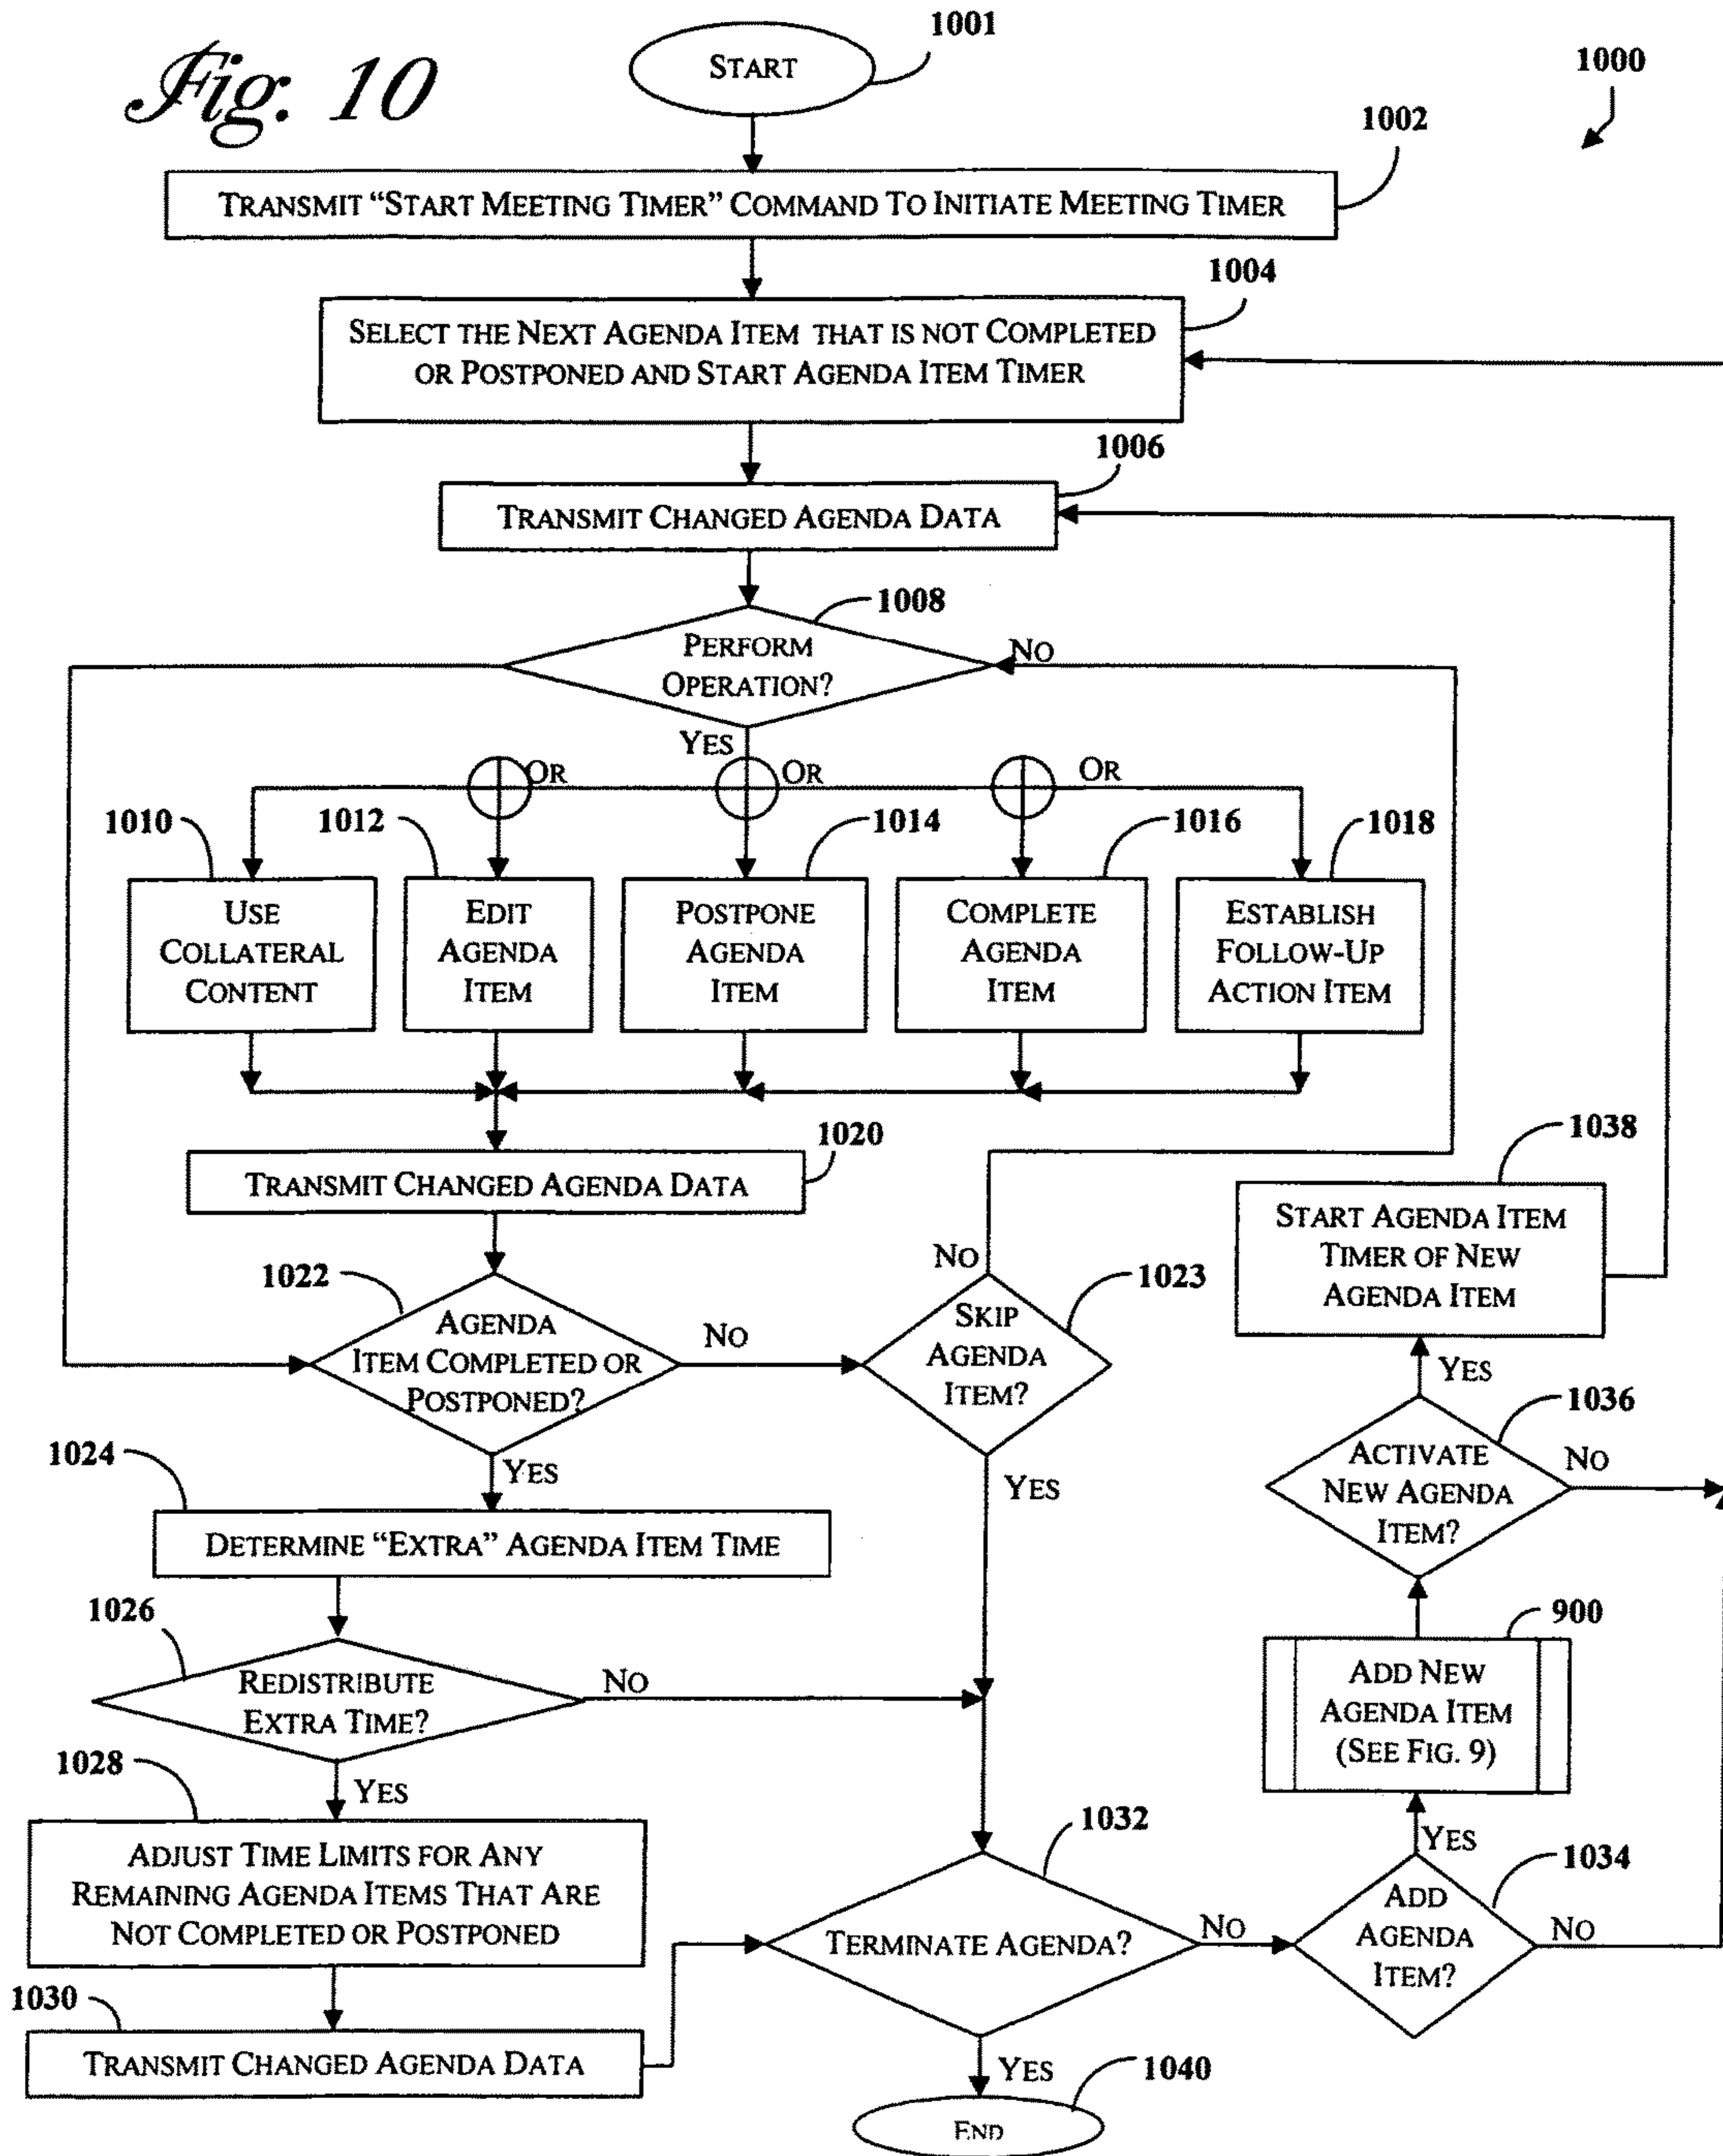 Fig. 10
START
1001
1000
1002
TRANSMIT “START MEETING TIMER” COMMAND TO INITIATE MEETING TIMER
1004
SELECT THE NEXT AGENDA ITEM THAT IS NOT COMPLETED
OR POSTPONED AND START AGENDA ITEM TIMER
1006
TRANSMIT CHANGED AGENDA DATA
1008
PERFORM
OPERATION?
NO
YES
OR
OR
OR
1010
1012
1014
1016
1018
USE
COLLATERAL
CONTENT
EDIT
AGENDA
ITEM
POSTPONE
AGENDA
ITEM
COMPLETE
AGENDA
ITEM
ESTABLISH
FOLLOW-UP
ACTION ITEM
1020
TRANSMIT CHANGED AGENDA DATA
1022
AGENDA
ITEM COMPLETED OR
POSTPONED?
NO
YES
NO
1023
SKIP
AGENDA
ITEM?
YES
1038
START AGENDA ITEM
TIMER OF NEW
AGENDA ITEM
YES
1036
ACTIVATE
NEW AGENDA
ITEM?
NO
1024
DETERMINE “EXTRA” AGENDA ITEM TIME
1026
REDISTRIBUTE
EXTRA TIME?
NO
YES
900
ADD NEW
AGENDA ITEM
(SEE FIG. 9)
1028
ADJUST TIME LIMITS FOR ANY
REMAINING AGENDA ITEMS THAT ARE
NOT COMPLETED OR POSTPONED
1032
TERMINATE AGENDA?
NO
YES
1034
ADD
AGENDA
ITEM?
NO
1030
TRANSMIT CHANGED AGENDA DATA
YES
1040
END